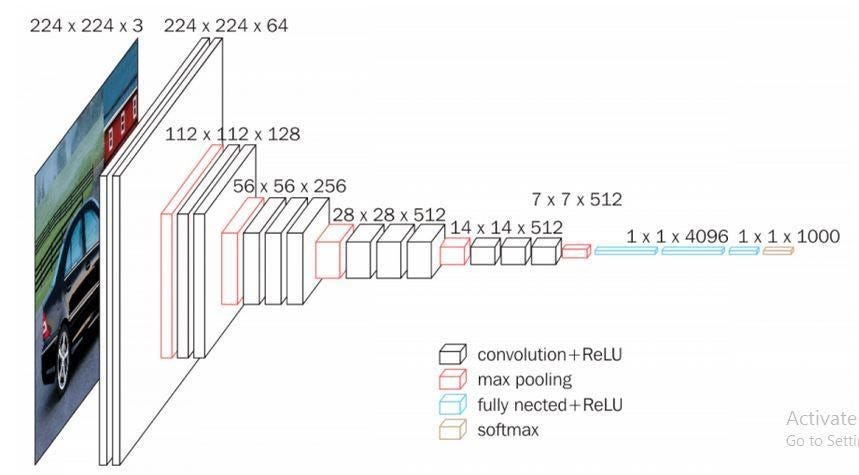 224 x 224 x 3
224 x 224 x 64
112 x 112 x 128
56 x 56 x 256
28 x 28 x 512
14 x 14 x 512
7 x 7 x 512
1 x 1 x 4096
1 x 1 x 1000
convolution+ReLU
max pooling
fully nected+ReLU
softmax
Activate
Go to Setti